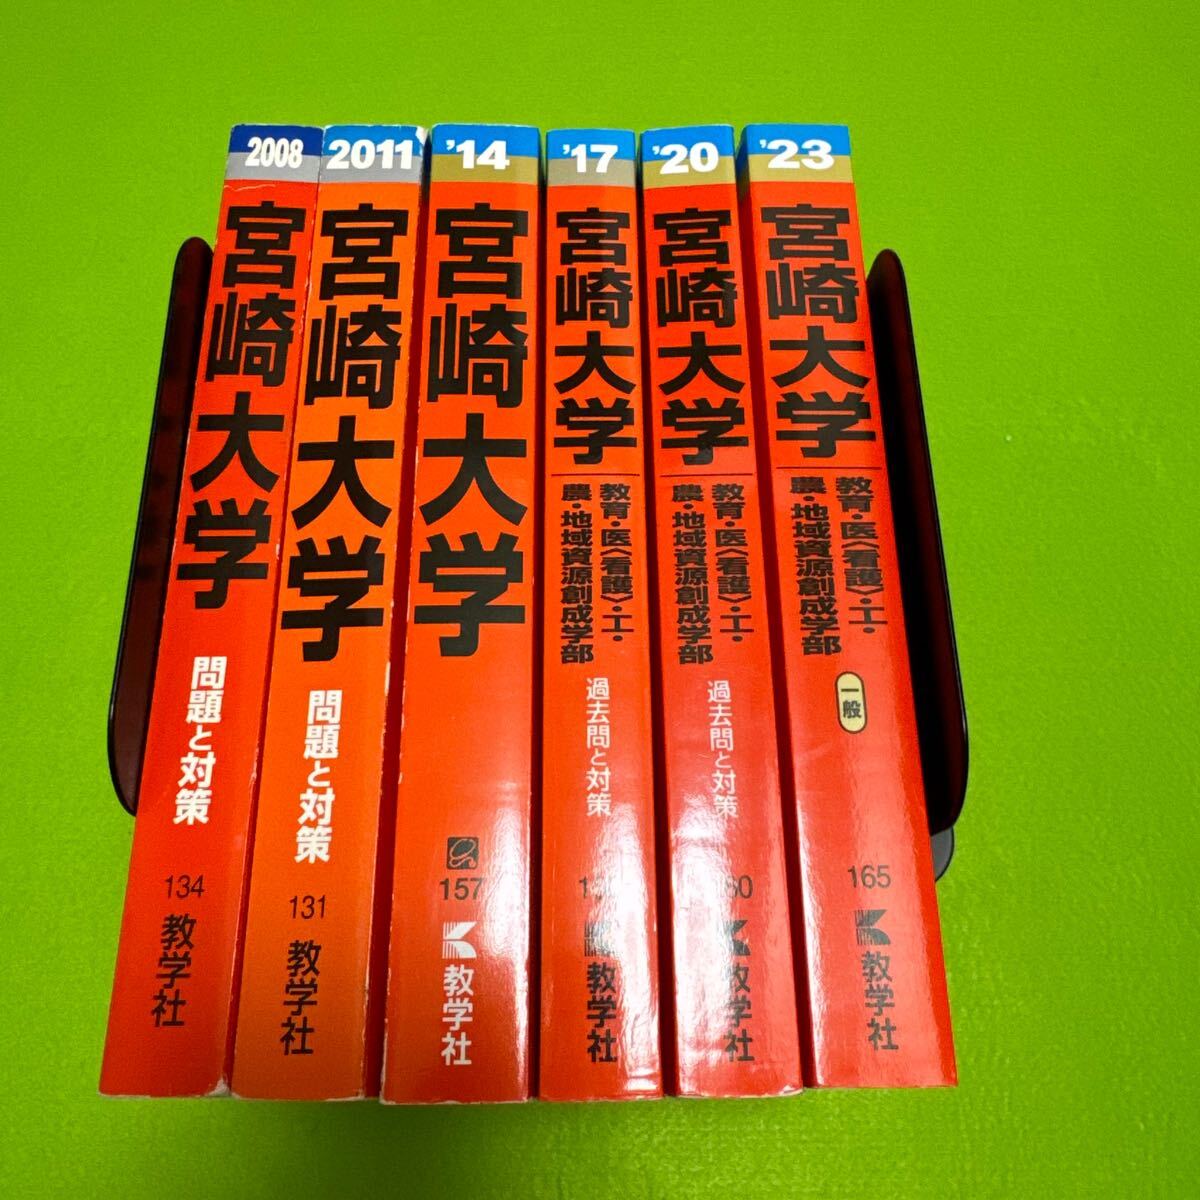 2008
宮崎大学
問題と対策
134
教学社
2011
宮崎大学
問題と対策
131
教学社
'14
宮崎大学
157
教学社
'17
宮崎大学
教育・医〈看護〉・工・
農・地域資源創成学部
過去問と対策
教学社
'20
宮崎大学
教育・医〈看護〉・工・
農・地域資源創成学部
過去問と対策
教学社
'23
宮崎大学
教育・医〈看護〉・工・
農・地域資源創成学部
一般
165
教学社